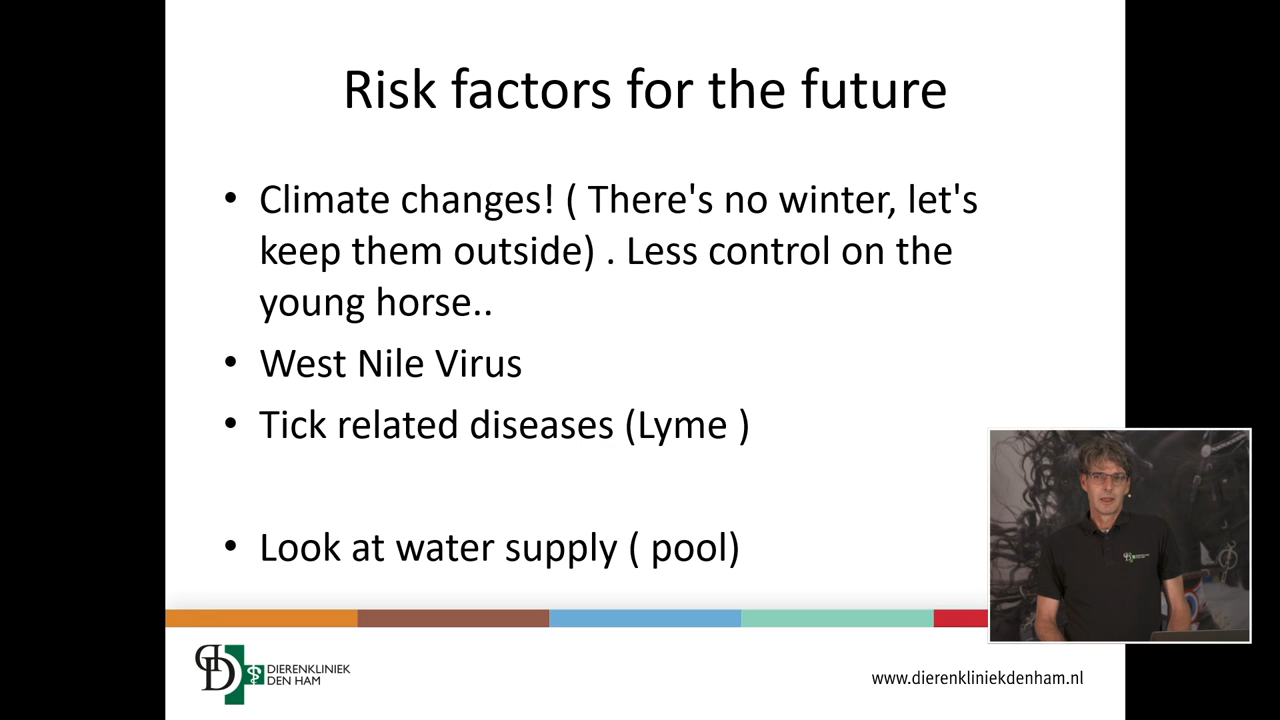 Risk factors for the future
• Climate changes! ( There's no winter, let's
keep them outside) . Less control on the
young horse..
• West Nile Virus
• Tick related diseases (Lyme )
• Look at water supply ( pool)
DIERENKLINIEK
DEN HAM
www.dierenkliniekdenham.nl